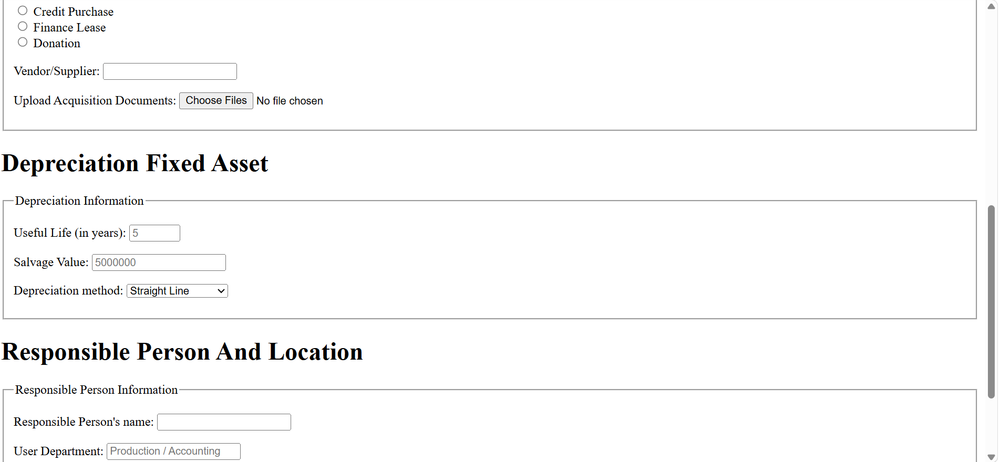 Credit Purchase
Finance Lease
Donation
Vendor/Supplier:
Upload Acquisition Documents: Choose Files No file chosen
Depreciation Fixed Asset
Depreciation Information
Useful Life (in years): 5
Salvage Value: 5000000
Depreciation method: Straight Line
Responsible Person And Location
Responsible Person Information
Responsible Person's name:
User Department: Production / Accounting